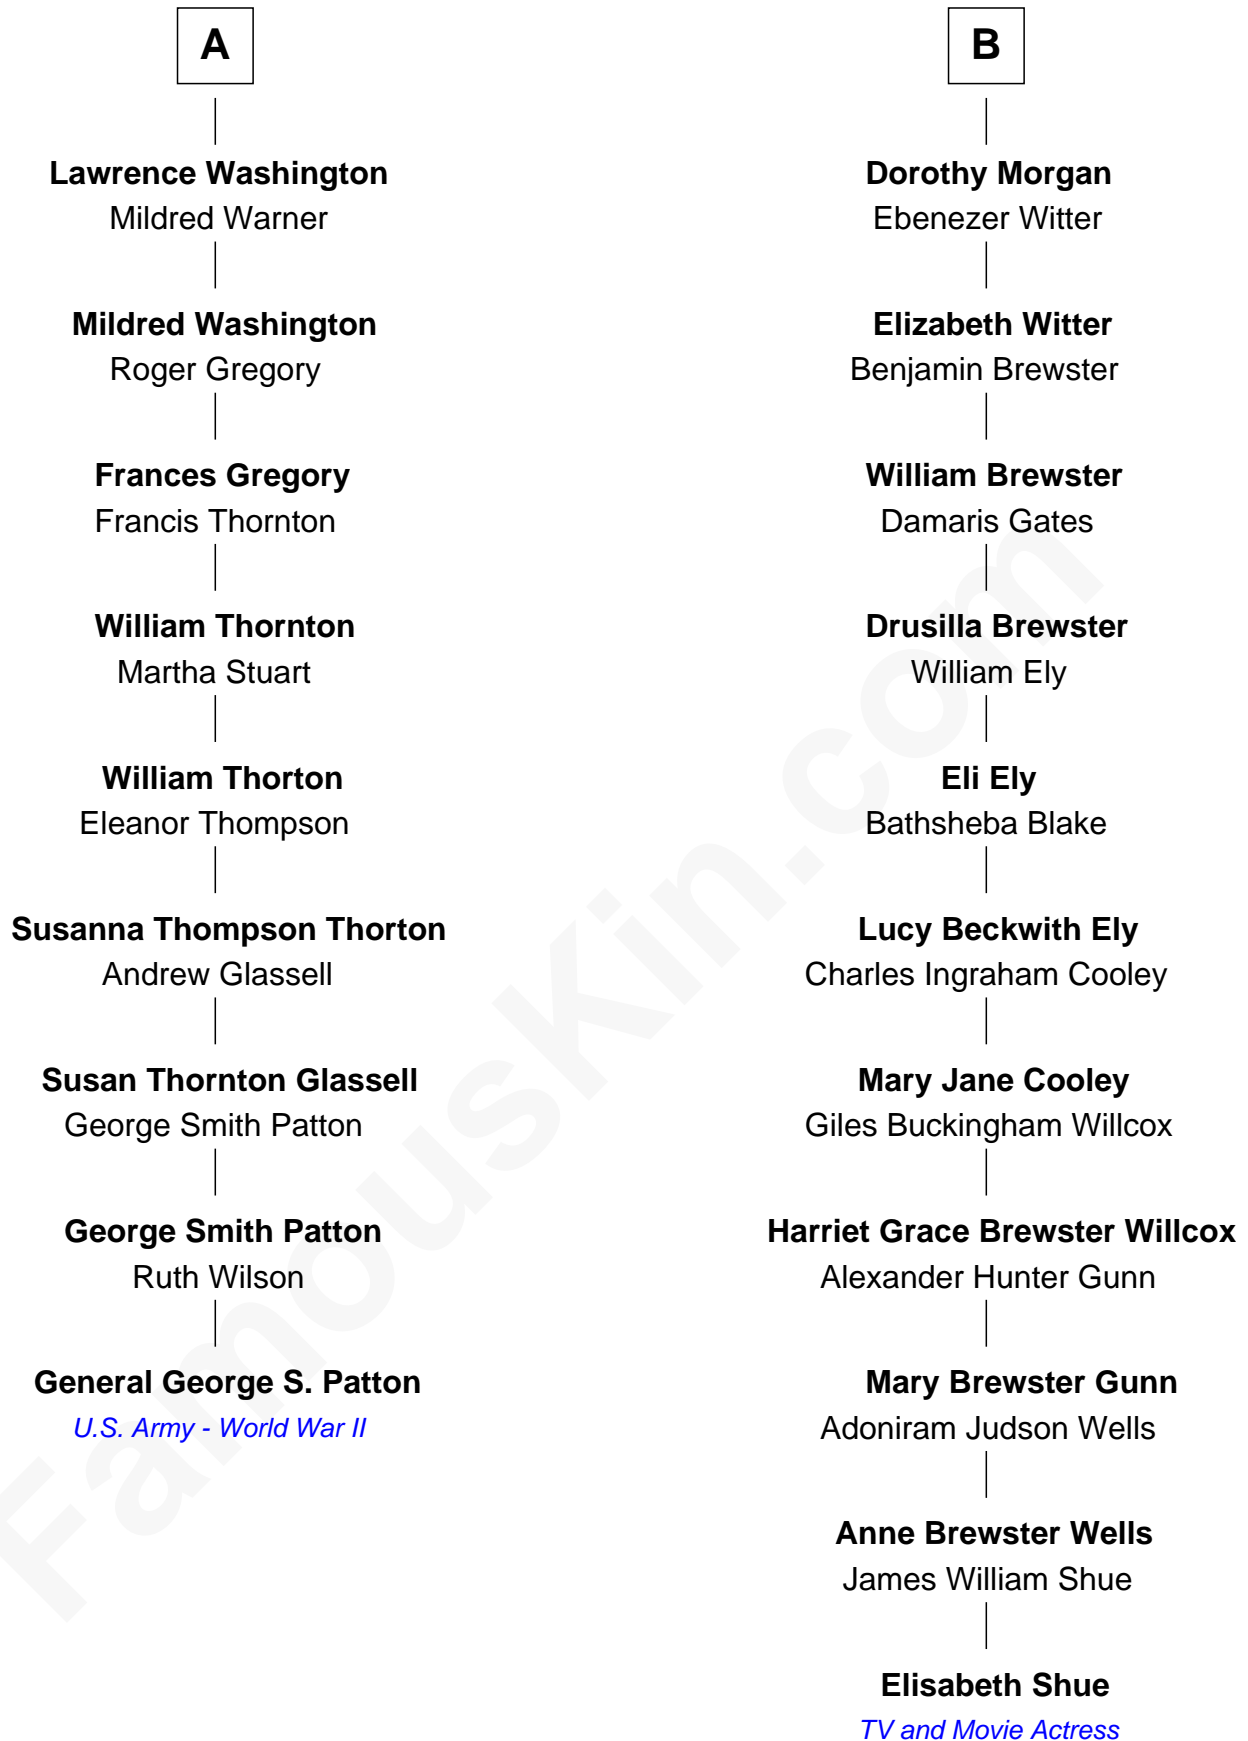 A
Lawrence Washington
Mildred Warner
Mildred Washington
Roger Gregory
Frances Gregory
Francis Thornton
William Thornton
Martha Stuart
William Thorton
Eleanor Thompson
Susanna Thompson Thorton
Andrew Glassell
Susan Thornton Glassell
George Smith Patton
George Smith Patton
Ruth Wilson
General George S. Patton
U.S. Army - World War II
B
Dorothy Morgan
Ebenezer Witter
Elizabeth Witter
Benjamin Brewster
William Brewster
Damaris Gates
Drusilla Brewster
William Ely
Eli Ely
Bathsheba Blake
Lucy Beckwith Ely
Charles Ingraham Cooley
Mary Jane Cooley
Giles Buckingham Willcox
Harriet Grace Brewster Willcox
Alexander Hunter Gunn
Mary Brewster Gunn
Adoniram Judson Wells
Anne Brewster Wells
James William Shue
Elisabeth Shue
TV and Movie Actress
FamousKin.com